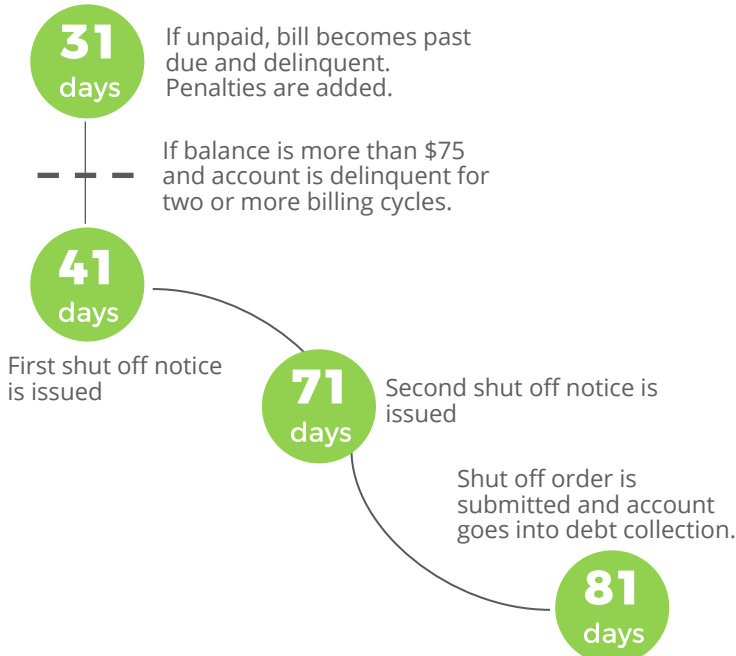 31
days
If unpaid, bill becomes past
due and delinquent.
Penalties are added.
If balance is more than $75
and account is delinquent for
two or more billing cycles.
41
days
First shut off notice
is issued
71
days
Second shut off notice is
issued
Shut off order is
submitted and account
goes into debt collection.
81
days